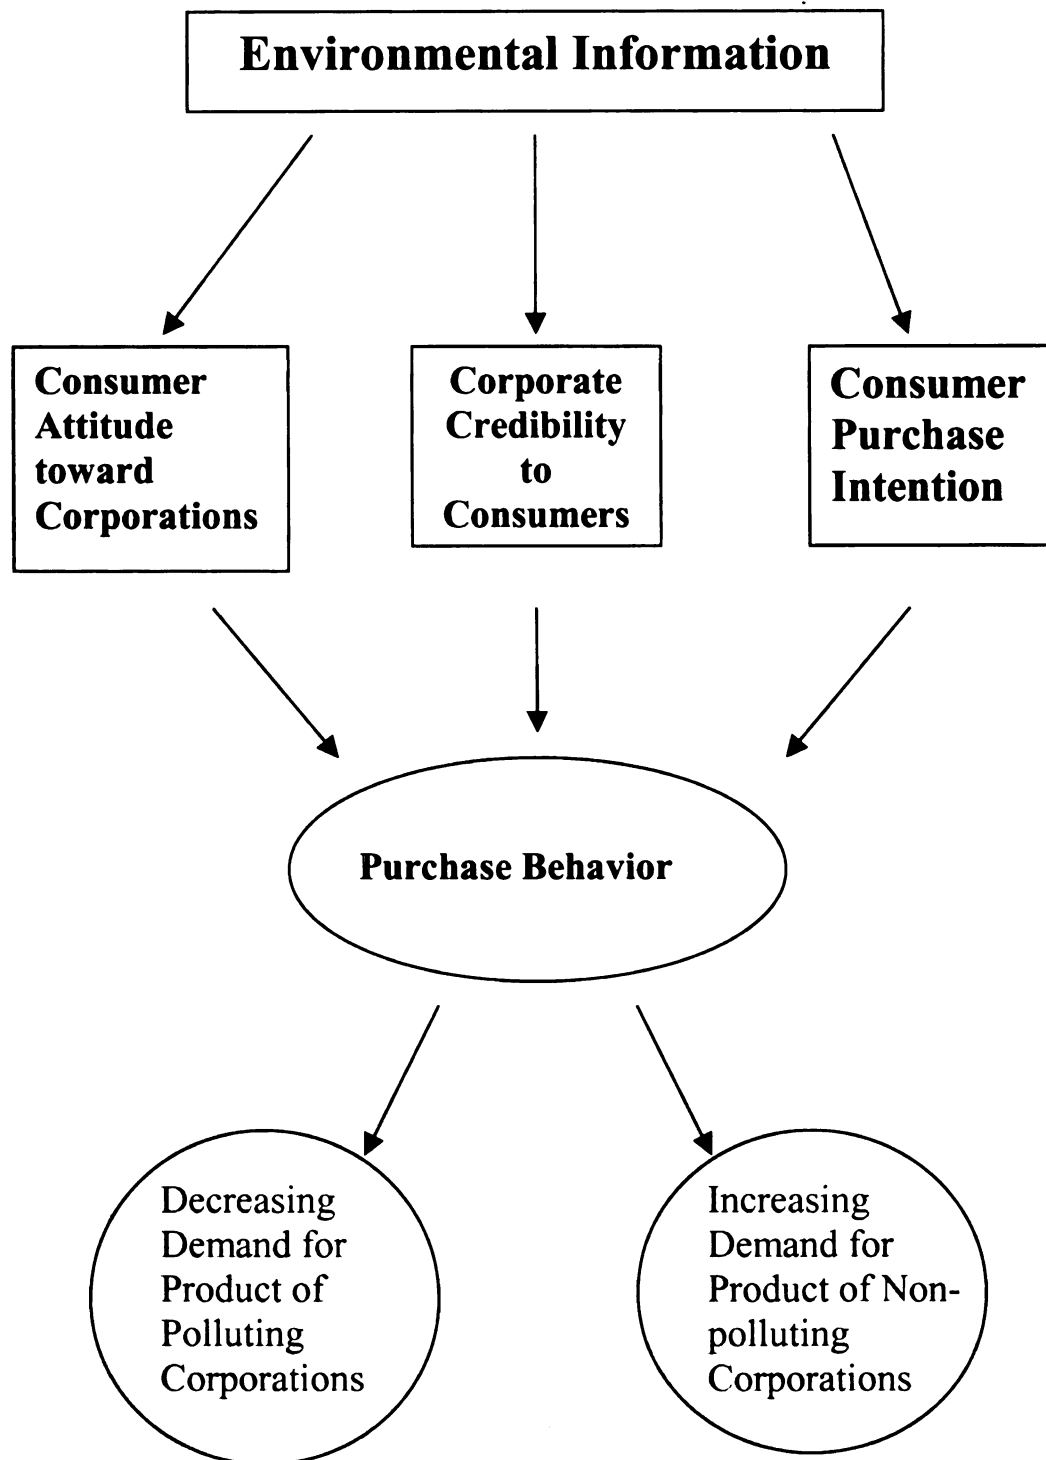 Environmental Information
Consumer
Attitude
toward
Corporations
Corporate
Credibility
to
Consumers
Consumer
Purchase
Intention
Purchase Behavior
Decreasing
Demand for
Product of
Polluting
Corporations
Increasing
Demand for
Product of Non-
polluting
Corporations